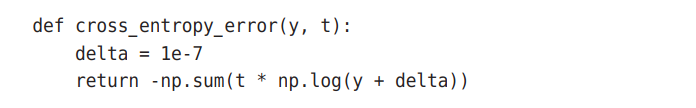 def cross_entropy_error(y, t):
    delta = 1e-7
    return -np.sum(t * np.log(y + delta))